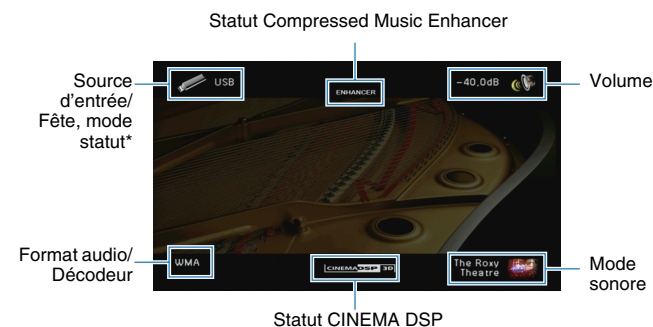 Statut Compressed Music Enhancer
Source
d'entrée/
Fête, mode
statut*
USB
ENHANCER
-40,0dB
Volume
Format audio/
Décodeur
WMA
CINEMA DSP 3D
The Roxy
Theatre
Mode
sonore
Statut CINEMA DSP